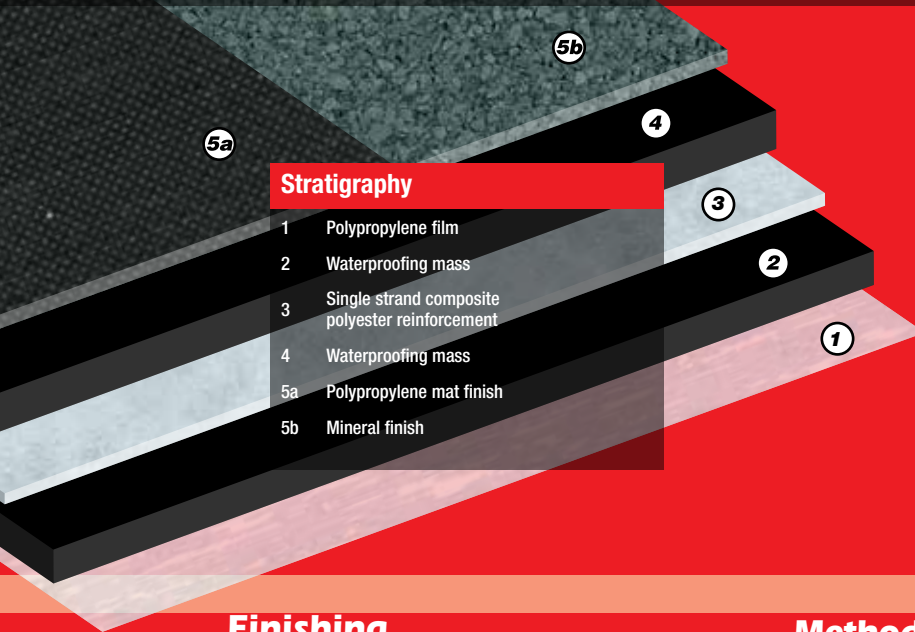 5b
4
5a
Stratigraphy
3
1 Polypropylene film
2 Waterproofing mass
2
3 Single strand composite
polyester reinforcement
1
4 Waterproofing mass
5a Polypropylene mat finish
5b Mineral finish
Finishing